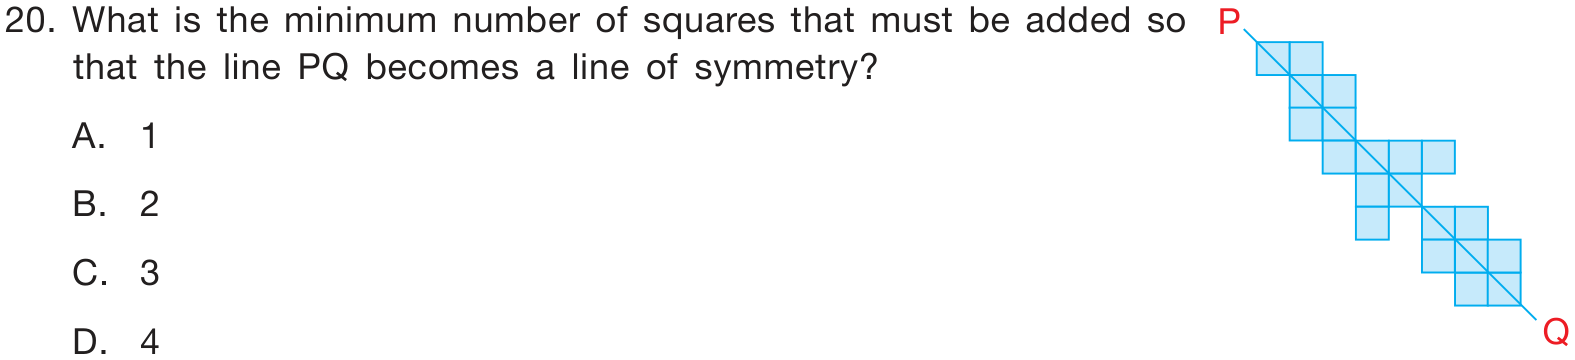 20. What is the minimum number of squares that must be added so P
that the line PQ becomes a line of symmetry?
A. 1
B. 2
C. 3
D. 4
Q